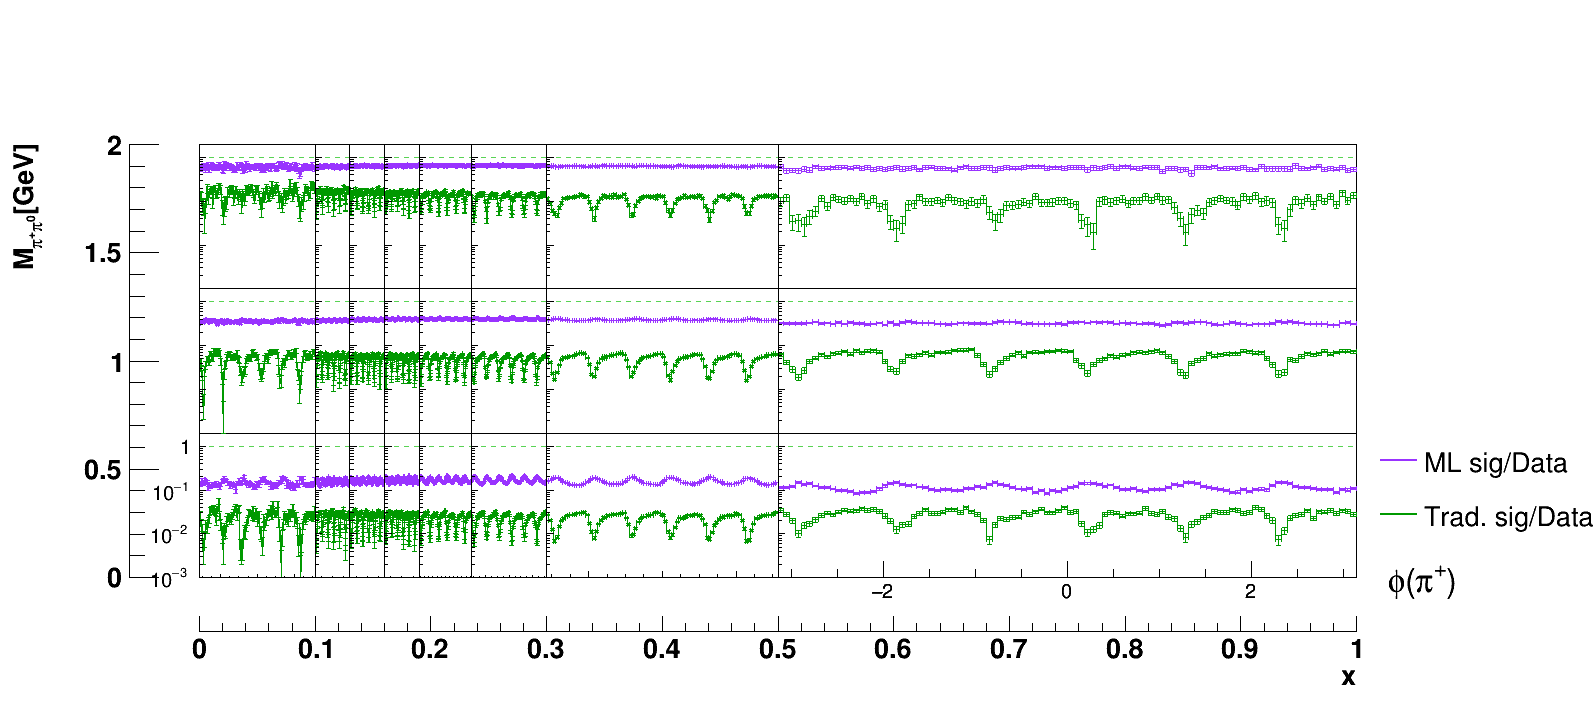 M_{π⁺π⁰}[GeV]
2
1.5
1
0.5
0
1
10⁻¹
10⁻²
10⁻³
−2 0 2
ϕ(π⁺)
0 0.1 0.2 0.3 0.4 0.5 0.6 0.7 0.8 0.9 1
x
ML sig/Data
Trad. sig/Data